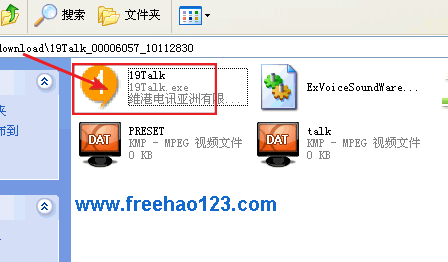 搜索 文件夹
download\19Talk_00006057_10112830
19Talk
19Talk.exe
维港电讯亚洲有限...
ExVoiceSoundWare...
夹
布到
PRESET
KMP - MPEG 视频文件
0 KB
talk
KMP - MPEG 视频文件
0 KB
DAT
DAT
www.freehao123.com